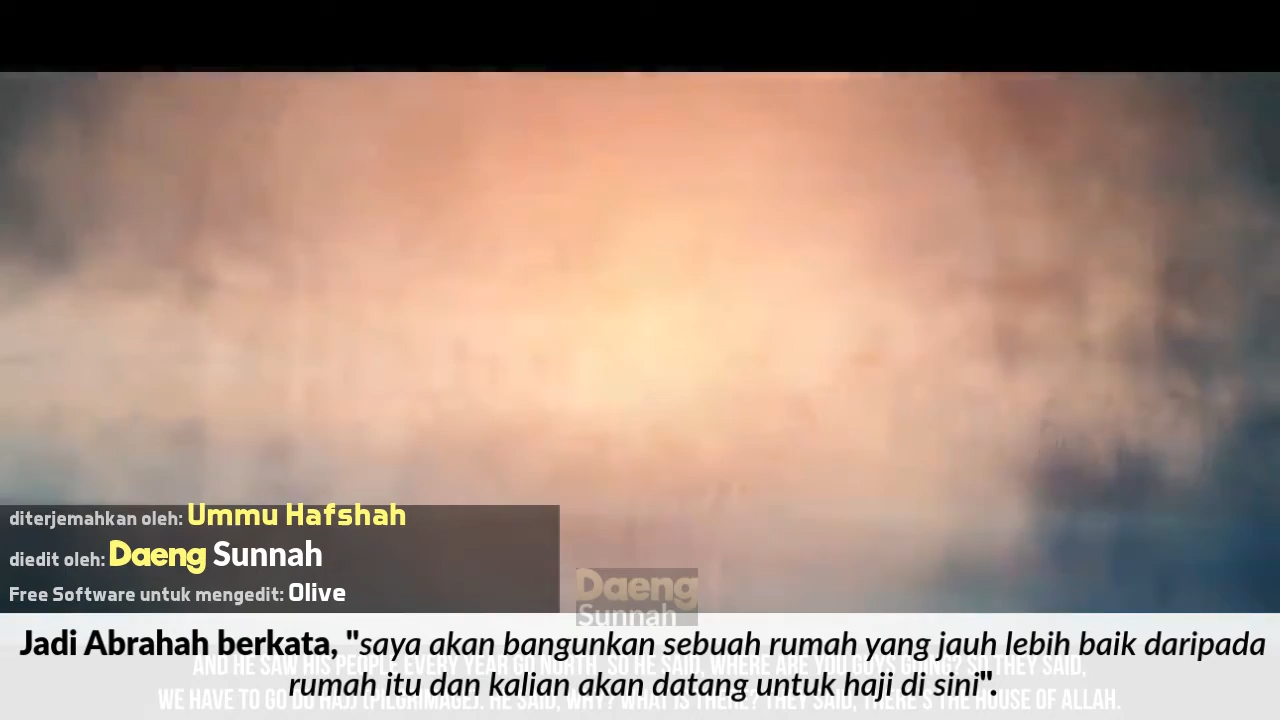 diterjemahkan oleh: Ummu Hafshah
diedit oleh: Daeng Sunnah
Free Software untuk mengedit: Olive
Daeng
Sunnah
Jadi Abrahah berkata, "saya akan bangunkan sebuah rumah yang jauh lebih baik daripada
AND HE SAW HIS PEOPLE EVERY YEAR GO NORTH. SO HE SAID, WHERE ARE YOU GUYS GOING? SO THEY SAID,
rumah itu dan kalian akan datang untuk haji di sini".
WE HAVE TO GO DO HAJJ (PILGRIMAGE). HE SAID, WHY? WHAT IS THERE? THEY SAID, THERE'S THE HOUSE OF ALLAH.